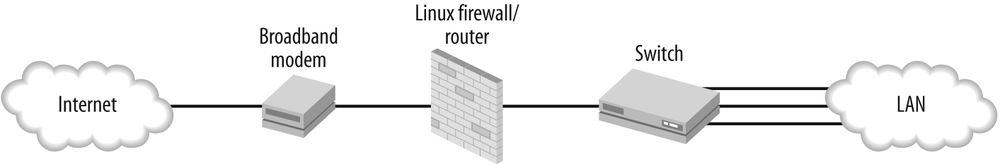 Internet
Broadband
modem
Linux firewall/
router
Switch
LAN